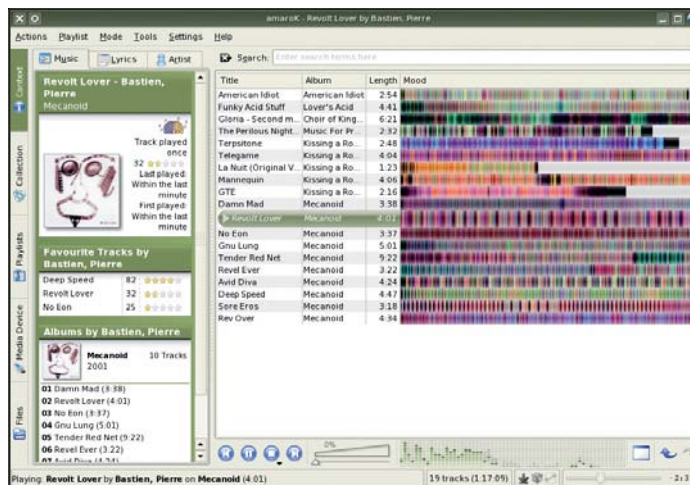 amaroK - Revolt Lover by Bastien, Pierre
Actions Playlist Mode Tools Settings Help
Music Lyrics Artist
Search: Enter search terms here
Context
Collection
Playlists
Media Device
Files
Revolt Lover - Bastien,
Pierre
Mecanoid
Track played
once
32
Last played:
Within the last
minute
First played:
Within the last
minute
Favourite Tracks by
Bastien, Pierre
Deep Speed 82
Revolt Lover 32
No Eon 25
Albums by Bastien, Pierre
Mecanoid 10 Tracks
2001
01 Damn Mad (3:38)
02 Revolt Lover (4:01)
03 No Eon (3:37)
04 Gnu Lung (5:01)
05 Tender Red Net (9:22)
06 Revel Ever (3:22)
07 Avid Diva (4:24)
Title Album Length Mood
American Idiot American Idiot 2:54
Funky Acid Stuff Lover's Acid 4:41
Gloria - Second m... Choir of King... 6:21
The Perilous Night... Music For Pr... 2:32
Terpstone Kissing a Ro... 2:48
Telegame Kissing a Ro... 4:04
La Nuit (Original V... Kissing a Ro... 1:23
Mannequin Kissing a Ro... 4:06
GTE Kissing a Ro... 2:16
Damn Mad Mecanoid 3:38
Revolt Lover Mecanoid 4:01
No Eon Mecanoid 3:37
Gnu Lung Mecanoid 5:01
Tender Red Net Mecanoid 9:22
Revel Ever Mecanoid 3:22
Avid Diva Mecanoid 4:24
Deep Speed Mecanoid 4:47
Sore Eros Mecanoid 3:18
Rev Over Mecanoid 4:34
0%
Playing: Revolt Lover by Bastien, Pierre on Mecanoid (4:01)
19 tracks (1:17:09)